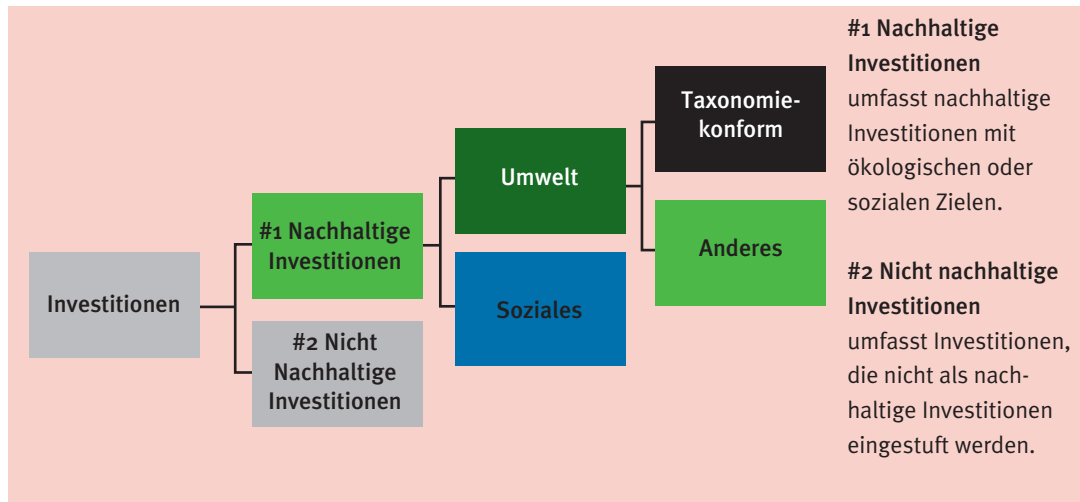 Investitionen
#1 Nachhaltige
Investitionen
#2 Nicht
Nachhaltige
Investitionen
Umwelt
Soziales
Taxonomie-
konform
Anderes
#1 Nachhaltige
Investitionen
umfasst nachhaltige
Investitionen mit
ökologischen oder
sozialen Zielen.
#2 Nicht nachhaltige
Investitionen
umfasst Investitionen,
die nicht als nach-
haltige Investitionen
eingestuft werden.